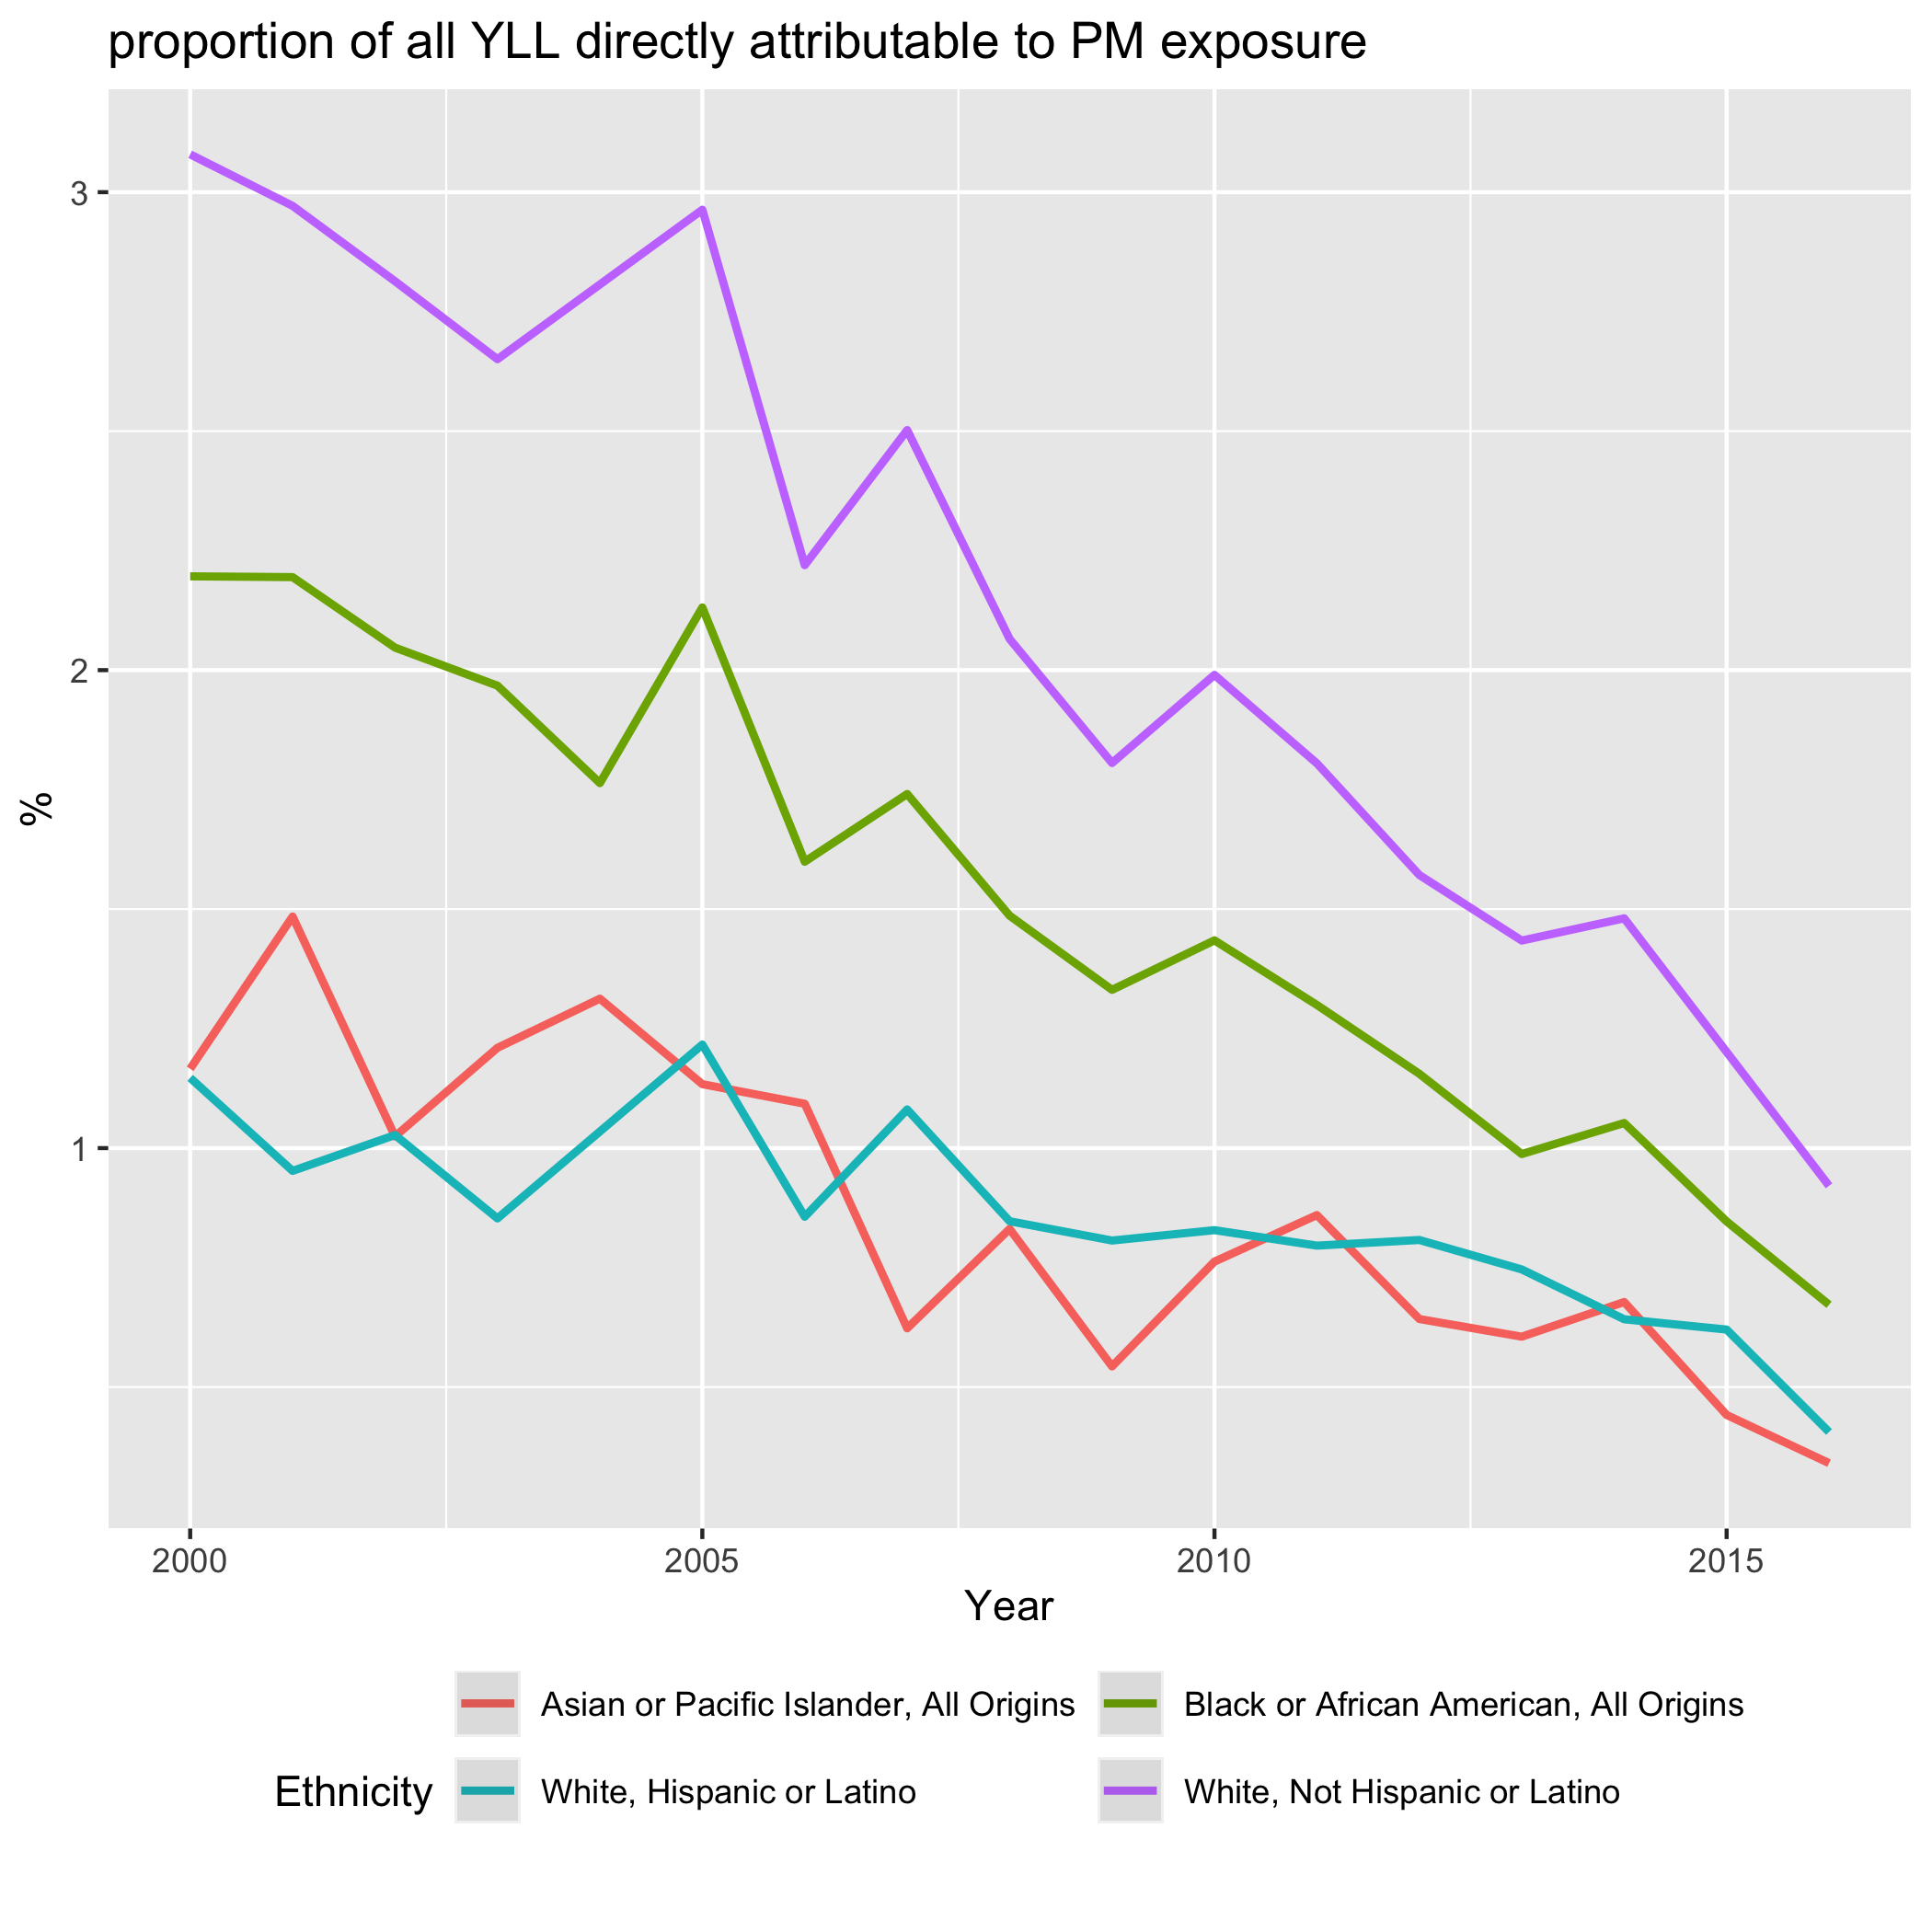 proportion of all YLL directly attributable to PM exposure
3
2
1
%
2000 2005 2010 2015
Year
Ethnicity
Asian or Pacific Islander, All Origins Black or African American, All Origins
White, Hispanic or Latino White, Not Hispanic or Latino